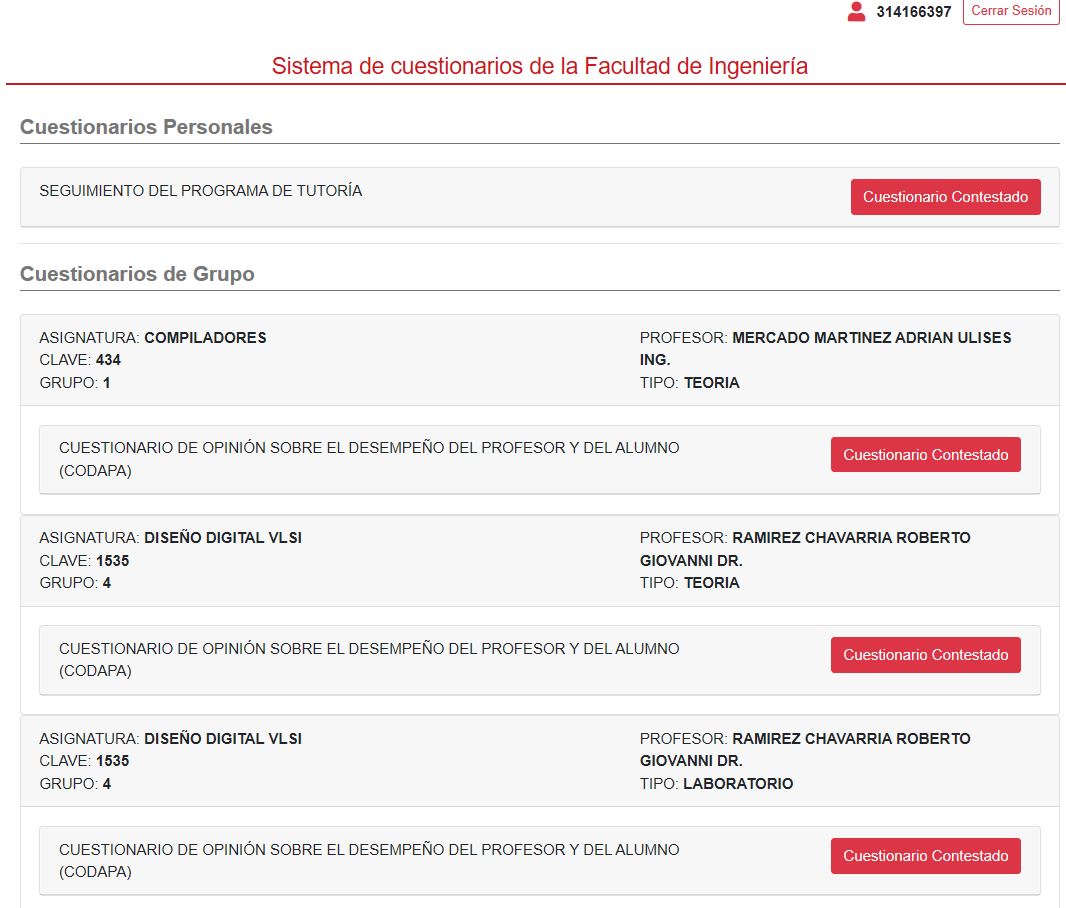 314166397 Cerrar Sesión
Sistema de cuestionarios de la Facultad de Ingeniería
Cuestionarios Personales
SEGUIMIENTO DEL PROGRAMA DE TUTORÍA
Cuestionario Contestado
Cuestionarios de Grupo
ASIGNATURA: COMPILADORES
CLAVE: 434
GRUPO: 1
PROFESOR: MERCADO MARTINEZ ADRIAN ULISES
ING.
TIPO: TEORIA
CUESTIONARIO DE OPINIÓN SOBRE EL DESEMPEÑO DEL PROFESOR Y DEL ALUMNO
(CODAPA)
Cuestionario Contestado
ASIGNATURA: DISEÑO DIGITAL VLSI
CLAVE: 1535
GRUPO: 4
PROFESOR: RAMIREZ CHAVARRIA ROBERTO
GIOVANNI DR.
TIPO: TEORIA
CUESTIONARIO DE OPINIÓN SOBRE EL DESEMPEÑO DEL PROFESOR Y DEL ALUMNO
(CODAPA)
Cuestionario Contestado
ASIGNATURA: DISEÑO DIGITAL VLSI
CLAVE: 1535
GRUPO: 4
PROFESOR: RAMIREZ CHAVARRIA ROBERTO
GIOVANNI DR.
TIPO: LABORATORIO
CUESTIONARIO DE OPINIÓN SOBRE EL DESEMPEÑO DEL PROFESOR Y DEL ALUMNO
(CODAPA)
Cuestionario Contestado